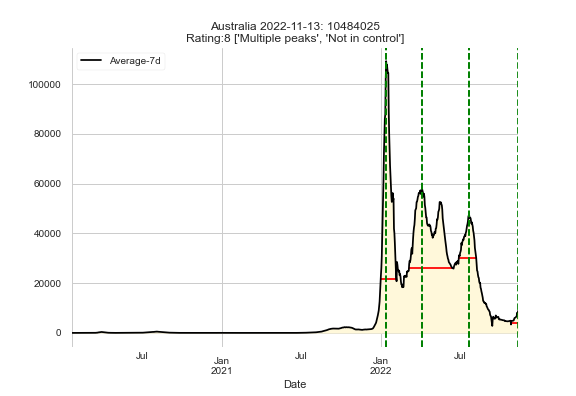 Australia 2022-11-13: 10484025
Rating:8 ['Multiple peaks', 'Not in control']
Average-7d
100000
80000
60000
40000
20000
0
Jul
Jan
2021
Jul
Jan
2022
Jul
Date